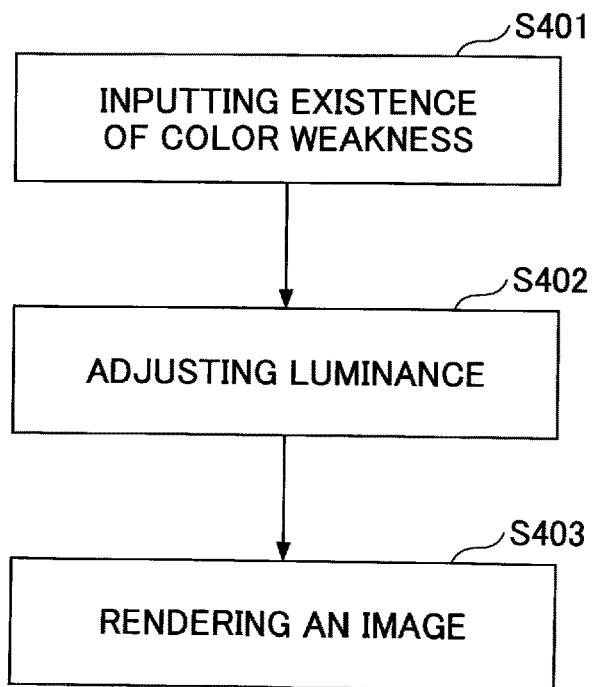 S401
INPUTTING EXISTENCE
OF COLOR WEAKNESS
S402
ADJUSTING LUMINANCE
S403
RENDERING AN IMAGE